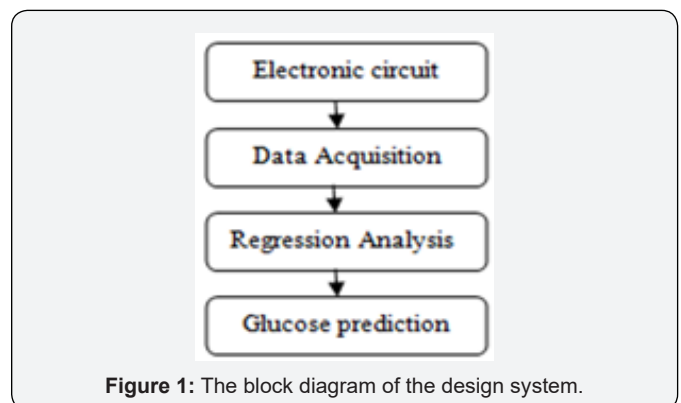 Electronic circuit
Data Acquisition
Regression Analysis
Glucose prediction
Figure 1: The block diagram of the design system.